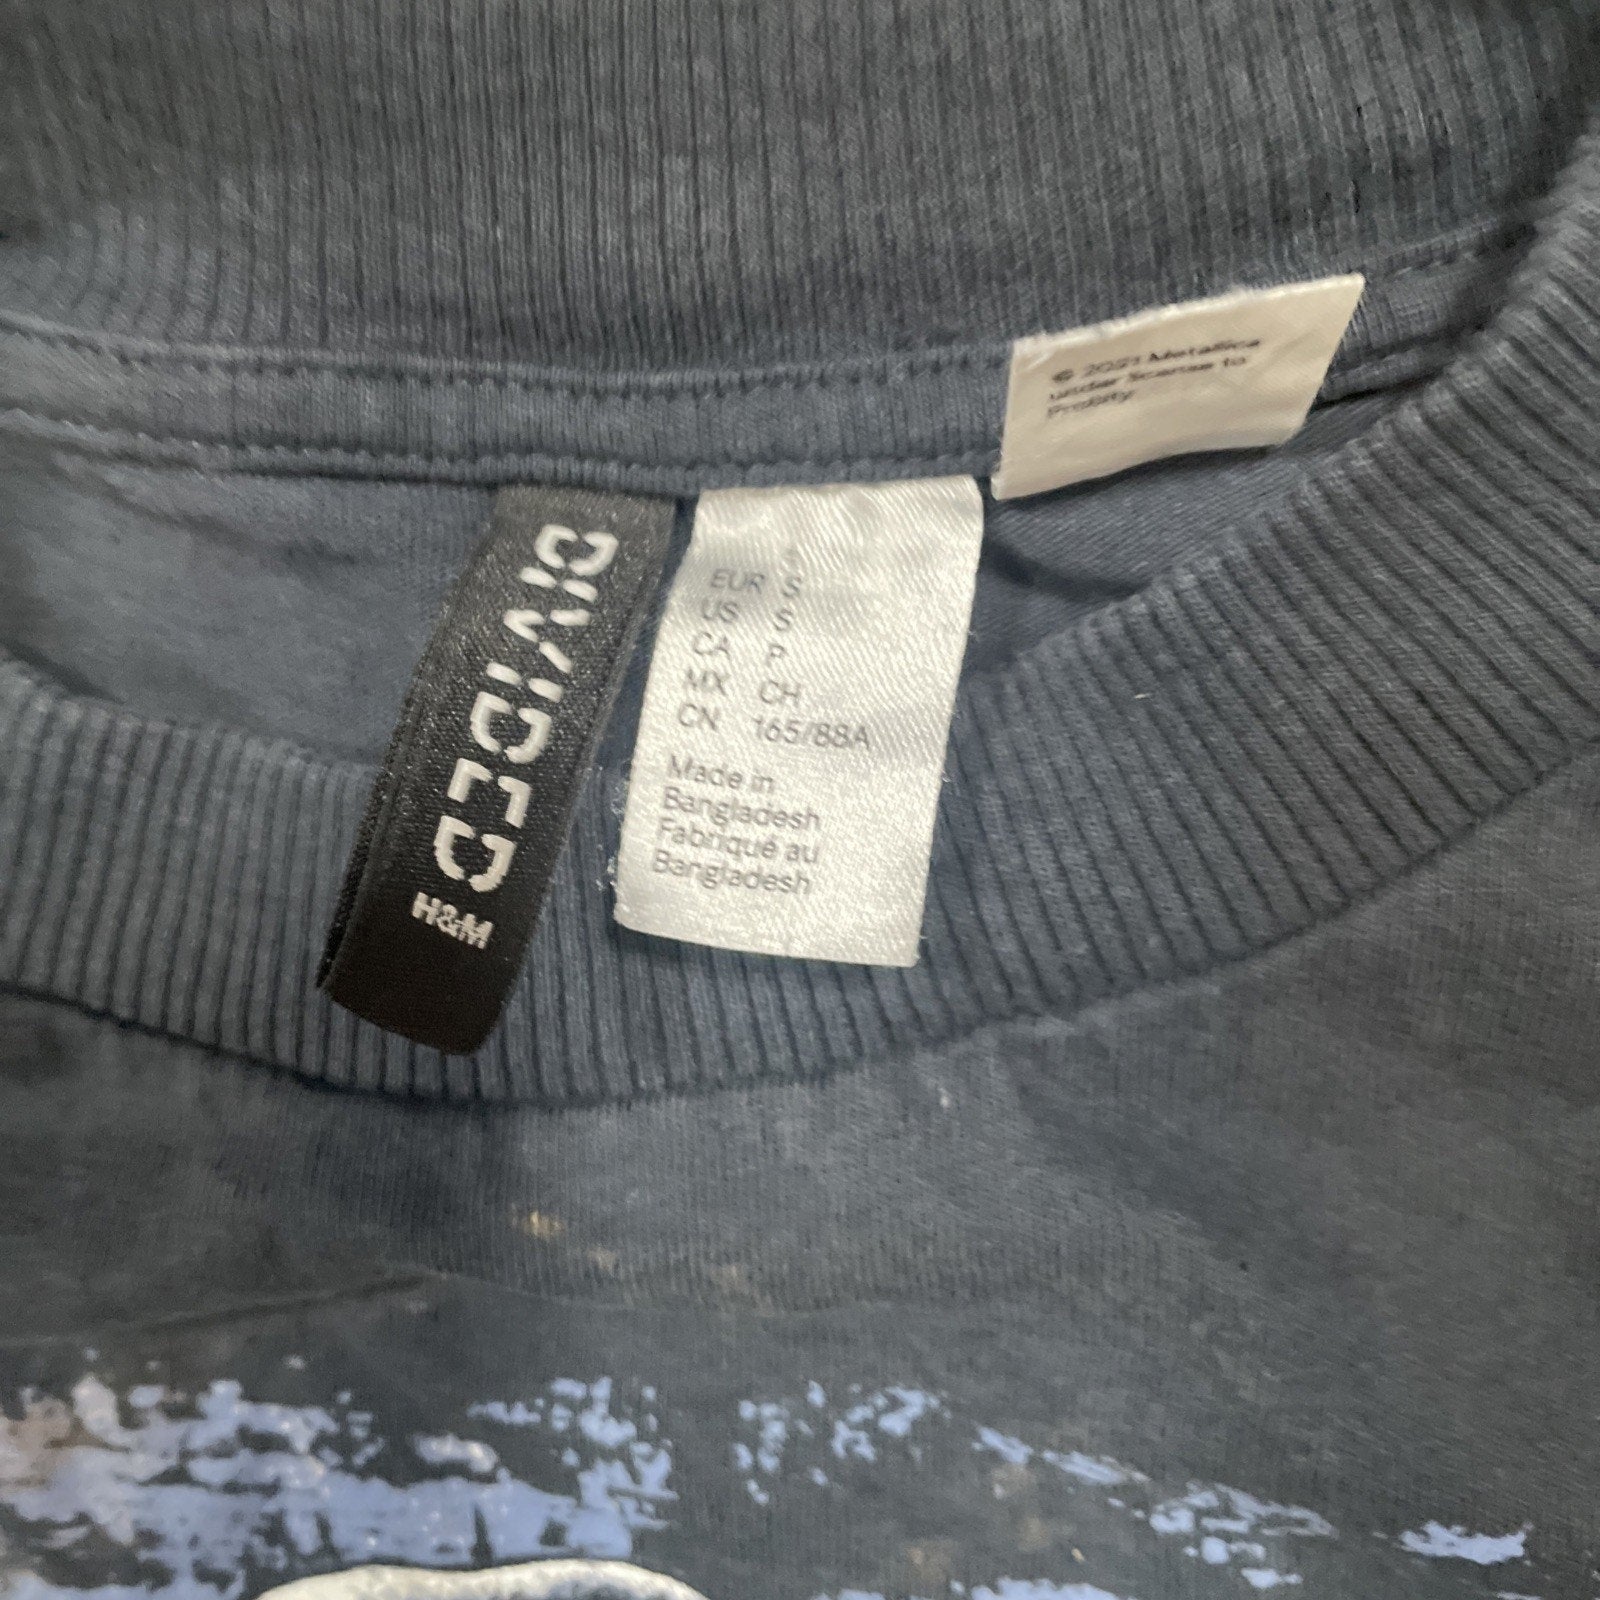 © 2021 Metallica
under license to
Probity
DIVIDED
H&M
EUR S
US S
CA P
MX CH
CN 165/88A
Made in
Bangladesh
Fabriqué au
Bangladesh